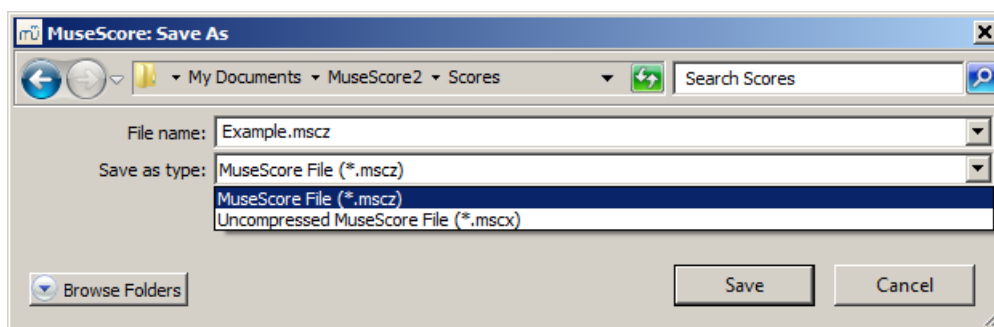 mü MuseScore: Save As
My Documents MuseScore2 Scores Search Scores
File name: Example.mscz
Save as type: MuseScore File (*.mscz)
MuseScore File (*.mscz)
Uncompressed MuseScore File (*.mscx)
Browse Folders Save Cancel